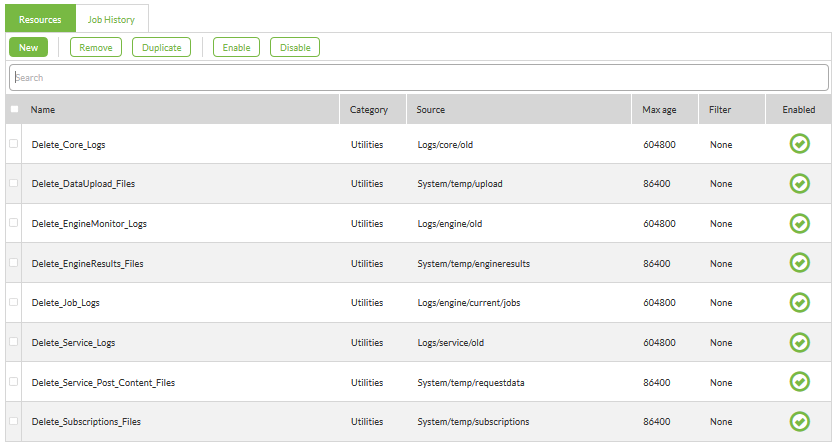 Resources Job History
New Remove Duplicate Enable Disable
Search
Name Category Source Max age Filter Enabled
Delete_Core_Logs Utilities Logs/core/old 604800 None
Delete_DataUpload_Files Utilities System/temp/upload 86400 None
Delete_EngineMonitor_Logs Utilities Logs/engine/old 604800 None
Delete_EngineResults_Files Utilities System/temp/engineresults 86400 None
Delete_Job_Logs Utilities Logs/engine/current/jobs 604800 None
Delete_Service_Logs Utilities Logs/service/old 604800 None
Delete_Service_Post_Content_Files Utilities System/temp/requestdata 86400 None
Delete_Subscriptions_Files Utilities System/temp/subscriptions 86400 None